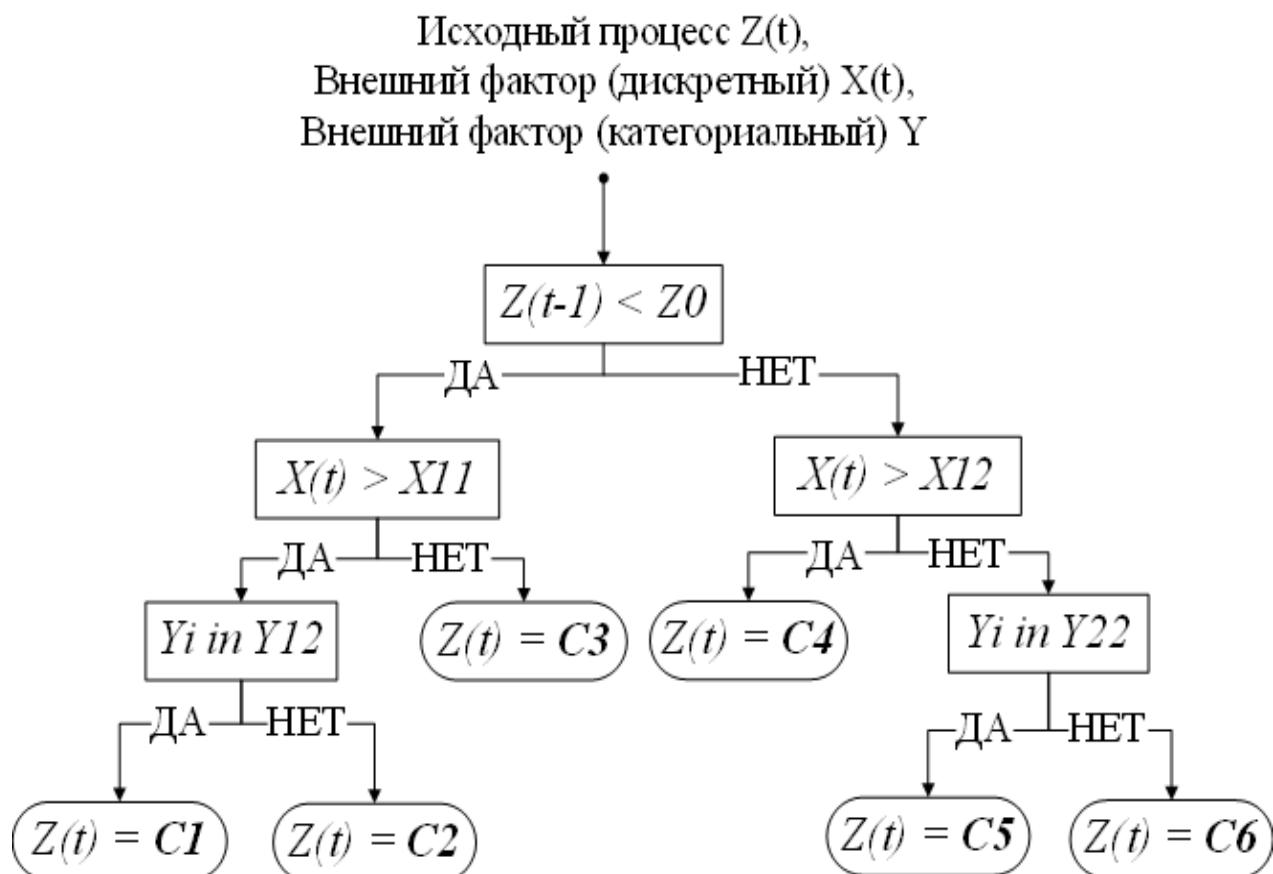 Исходный процесс Z(t),
Внешний фактор (дискретный) X(t),
Внешний фактор (категориальный) Y
Z(t-1) < Z0
ДА
НЕТ
X(t) > X11
X(t) > X12
ДА
НЕТ
ДА
НЕТ
Yi in Y12
Z(t) = C3
Z(t) = C4
Yi in Y22
ДА
НЕТ
ДА
НЕТ
Z(t) = C1
Z(t) = C2
Z(t) = C5
Z(t) = C6